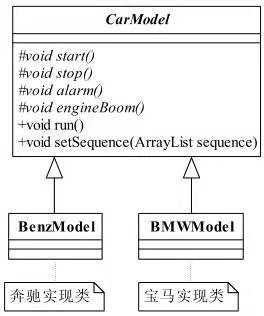 CarModel
#void start()
#void stop()
#void alarm()
#void engineBoom()
+void run()
+void setSequence(ArrayList sequence)
BenzModel
BMWModel
奔驰实现类
宝马实现类